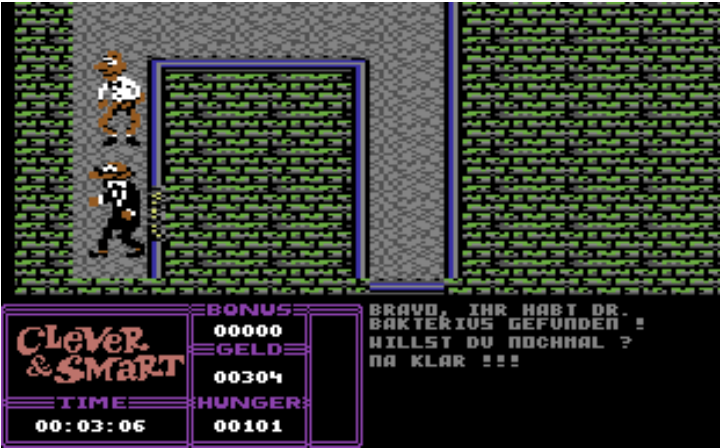 BONUS
00000
GELD
00304
CLEVER
& SMART
TIME
00:03:06
HUNGER
00101
BRAVO, IHR HABT DR.
BAKTERIUS GEFUNDEN !
WILLST DU NOCHMAL ?
NA KLAR !!!